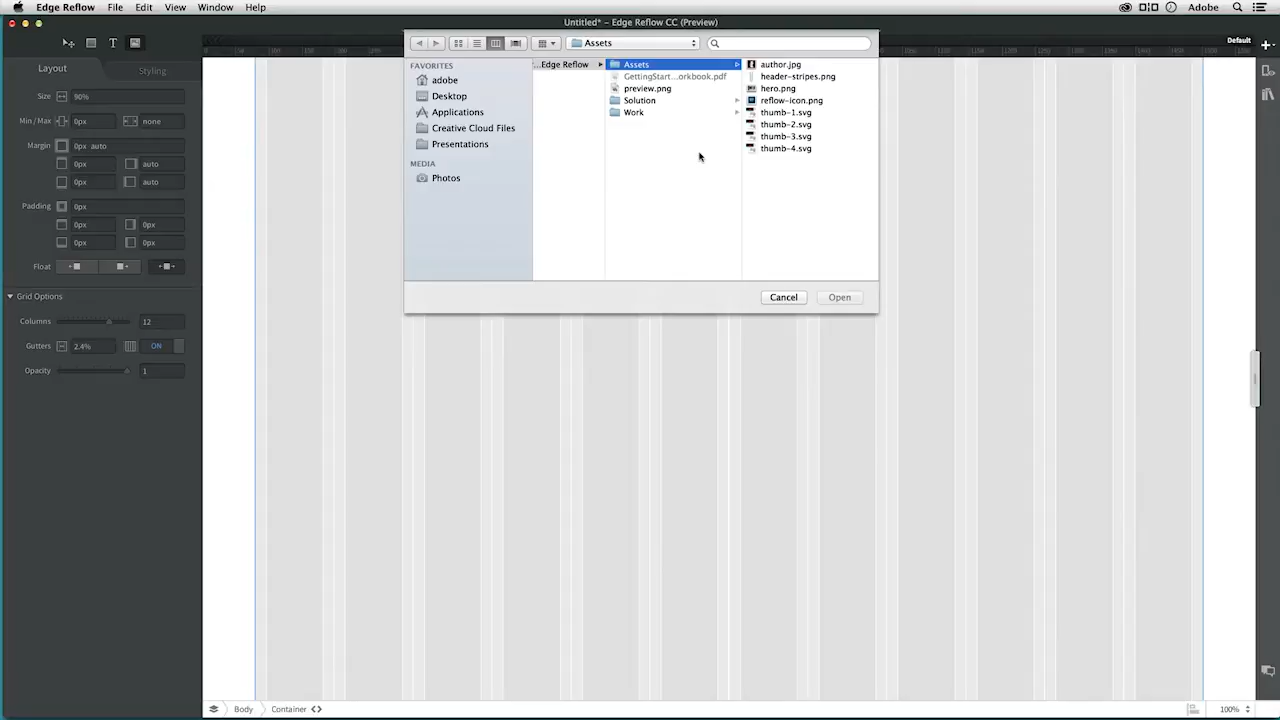 Edge Reflow File Edit View Window Help Adobe
Untitled* – Edge Reflow CC (Preview)
Assets
Default
Layout Styling
Size 90%
Min / Max 0px none
Margin 0px auto
0px auto
0px auto
Padding 0px
0px 0px
0px 0px
Float
Grid Options
Columns 12
Gutters 2.4% ON
Opacity 1
FAVORITES
adobe
Desktop
Applications
Creative Cloud Files
Presentations
MEDIA
Photos
...Edge Reflow
Assets
GettingStart...orkbook.pdf
preview.png
Solution
Work
author.jpg
header-stripes.png
hero.png
reflow-icon.png
thumb-1.svg
thumb-2.svg
thumb-3.svg
thumb-4.svg
Cancel Open
Body Container 100%